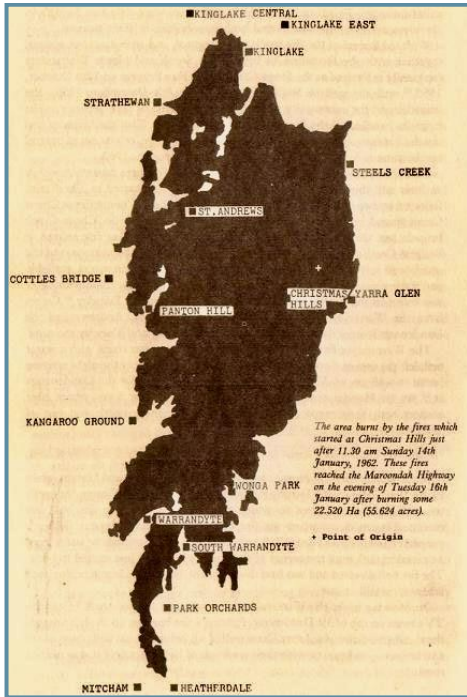 KINGLAKE CENTRAL
KINGLAKE EAST
KINGLAKE
STRATHEWAN
STEELS CREEK
ST.ANDREWS
COTTLES BRIDGE
CHRISTMAS HILLS
YARRA GLEN
PANTON HILL
KANGAROO GROUND
The area burnt by the fires which
started at Christmas Hills just
after 11.30 am Sunday 14th
January, 1962. These fires
reached the Maroondah Highway
on the evening of Tuesday 16th
January after burning some
22.520 Ha (55.624 acres).
+ Point of Origin
WONGA PARK
WARRANDYTE
SOUTH WARRANDYTE
PARK ORCHARDS
MITCHAM
HEATHERDALE